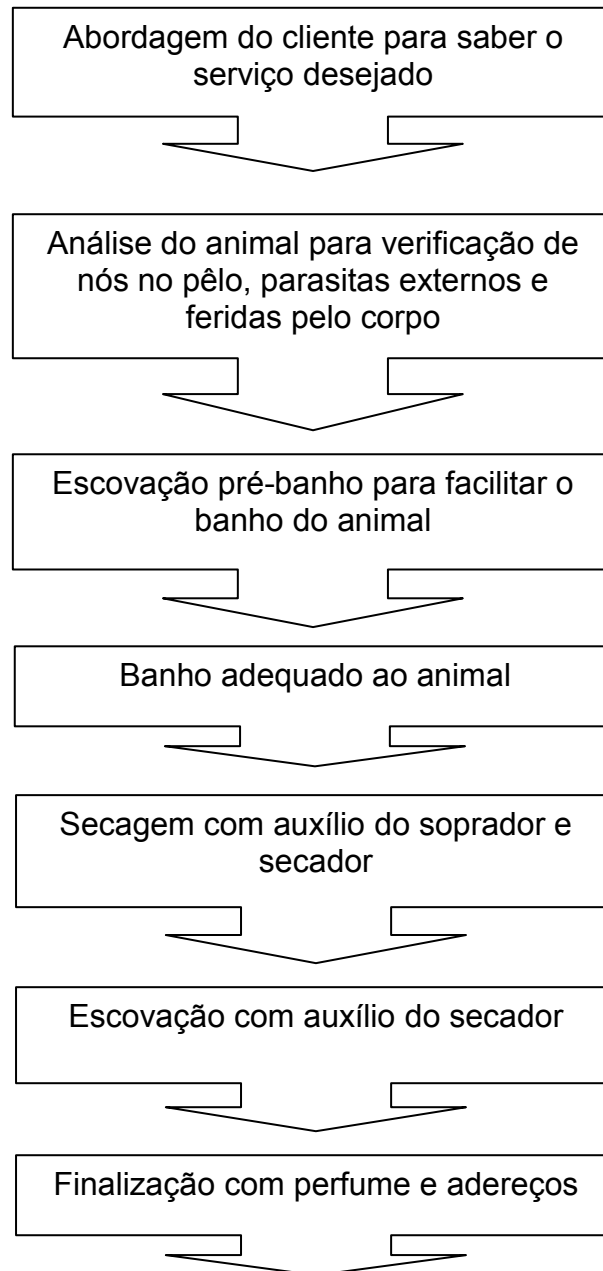 Abordagem do cliente para saber o
serviço desejado
Análise do animal para verificação de
nós no pêlo, parasitas externos e
feridas pelo corpo
Escovação pré-banho para facilitar o
banho do animal
Banho adequado ao animal
Secagem com auxílio do soprador e
secador
Escovação com auxílio do secador
Finalização com perfume e adereços